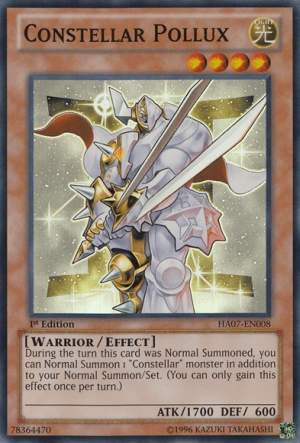 CONSTELLAR POLLUX
LIGHT
光
1st Edition
HA07-EN008
[WARRIOR / EFFECT]
During the turn this card was Normal Summoned, you
can Normal Summon 1 "Constellar" monster in addition
to your Normal Summon/Set. (You can only gain this
effect once per turn.)
ATK/1700 DEF/ 600
78364470
©1996 KAZUKI TAKAHASHI